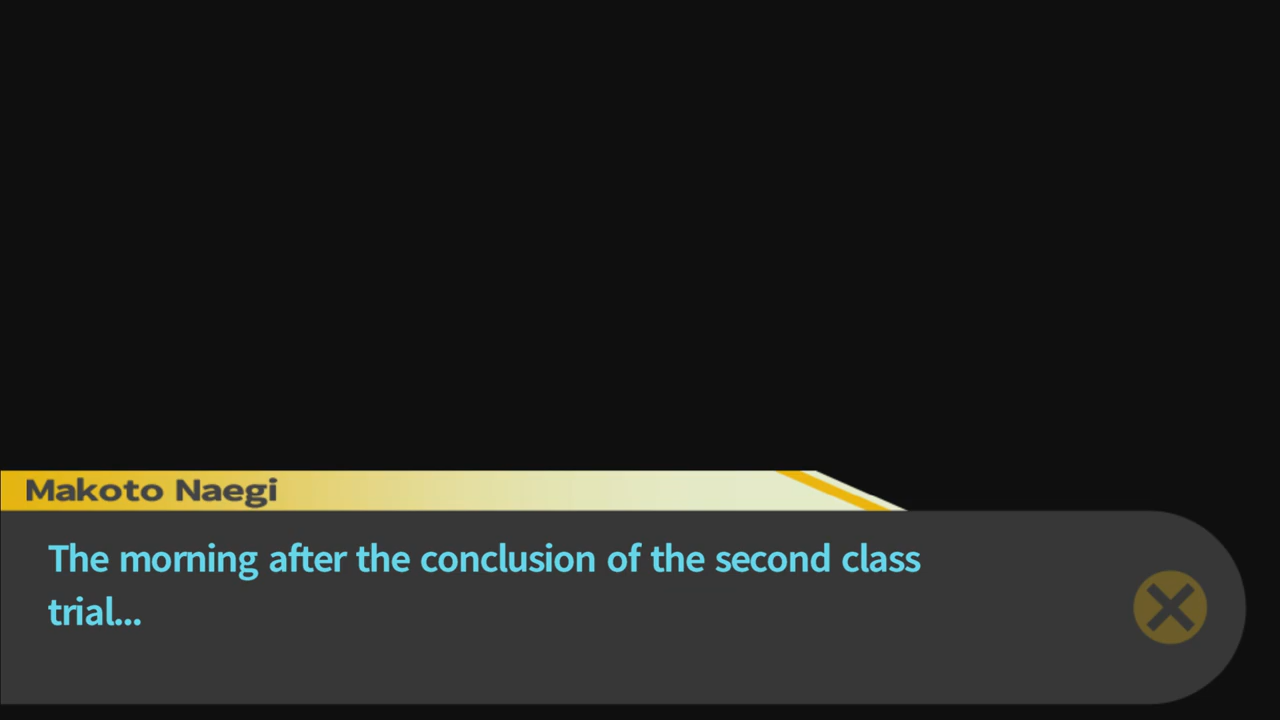 Makoto Naegi
The morning after the conclusion of the second class
trial...